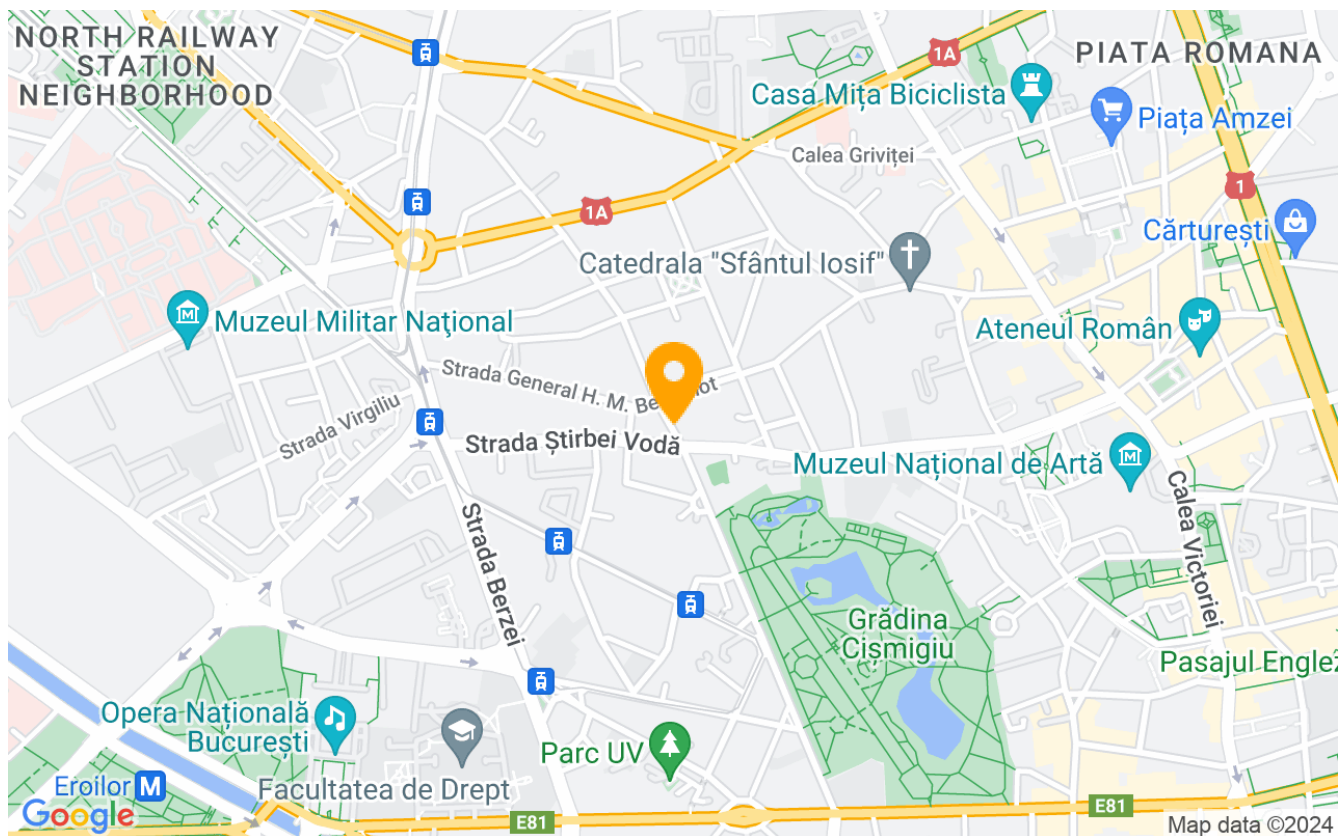 NORTH RAILWAY
STATION
NEIGHBORHOOD
1A
PIATA ROMANA
Casa Mița Biciclista
Piața Amzei
Calea Griviței
1
1A
Cărturești
Catedrala "Sfântul Iosif"
Muzeul Militar Naţional
Ateneul Român
Strada General H. M. Be
ot
Strada Virgiliu
Strada Știrbei Vodă
Muzeul Național de Artă
Calea Victoriei
Strada Berzei
Grădina
Cișmigiu
Pasajul Englez
Opera Națională
București
Parc UV
Eroilor M
Facultatea de Drept
E81
E81
Google
Map data ©2024